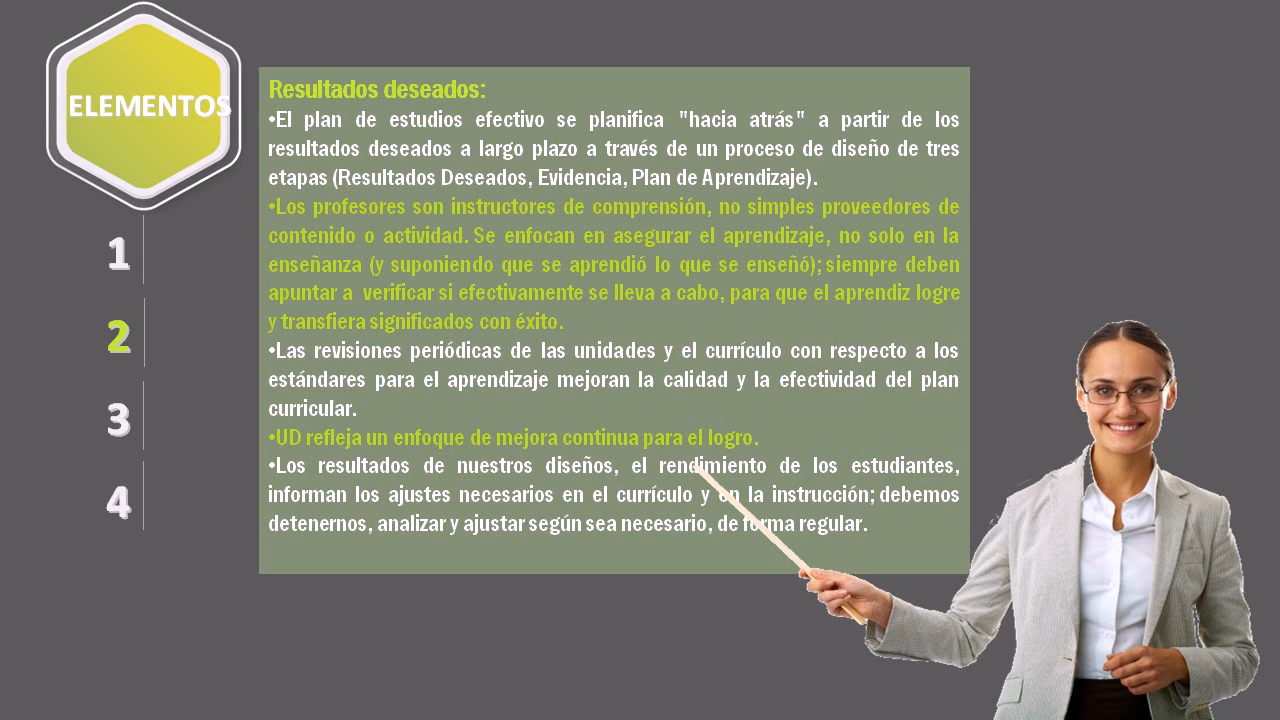 ELEMENTOS
1
2
3
4
Resultados deseados:
•El plan de estudios efectivo se planifica "hacia atrás" a partir de los
resultados deseados a largo plazo a través de un proceso de diseño de tres
etapas (Resultados Deseados, Evidencia, Plan de Aprendizaje).
•Los profesores son instructores de comprensión, no simples proveedores de
contenido o actividad. Se enfocan en asegurar el aprendizaje, no solo en la
enseñanza (y suponiendo que se aprendió lo que se enseñó); siempre deben
apuntar a verificar si efectivamente se lleva a cabo, para que el aprendiz logre
y transfiera significados con éxito.
•Las revisiones periódicas de las unidades y el currículo con respecto a los
estándares para el aprendizaje mejoran la calidad y la efectividad del plan
curricular.
•UD refleja un enfoque de mejora continua para el logro.
•Los resultados de nuestros diseños, el rendimiento de los estudiantes,
informan los ajustes necesarios en el currículo y en la instrucción; debemos
detenernos, analizar y ajustar según sea necesario, de forma regular.